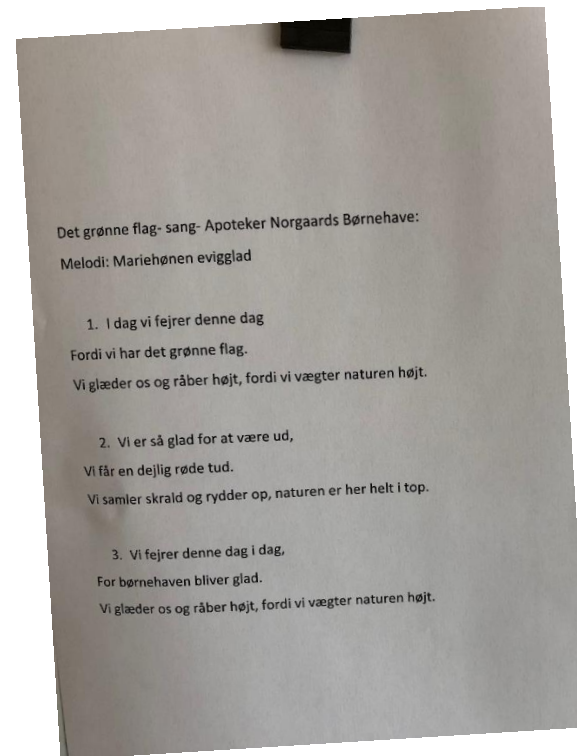 Det grønne flag- sang- Apoteker Norgaards Børnehave:
Melodi: Mariehønen evigglad
1. I dag vi fejrer denne dag
Fordi vi har det grønne flag.
Vi glæder os og råber højt, fordi vi vægter naturen højt.
2. Vi er så glad for at være ud,
Vi får en dejlig røde tud.
Vi samler skrald og rydder op, naturen er her helt i top.
3. Vi fejrer denne dag i dag,
For børnehaven bliver glad.
Vi glæder os og råber højt, fordi vi vægter naturen højt.